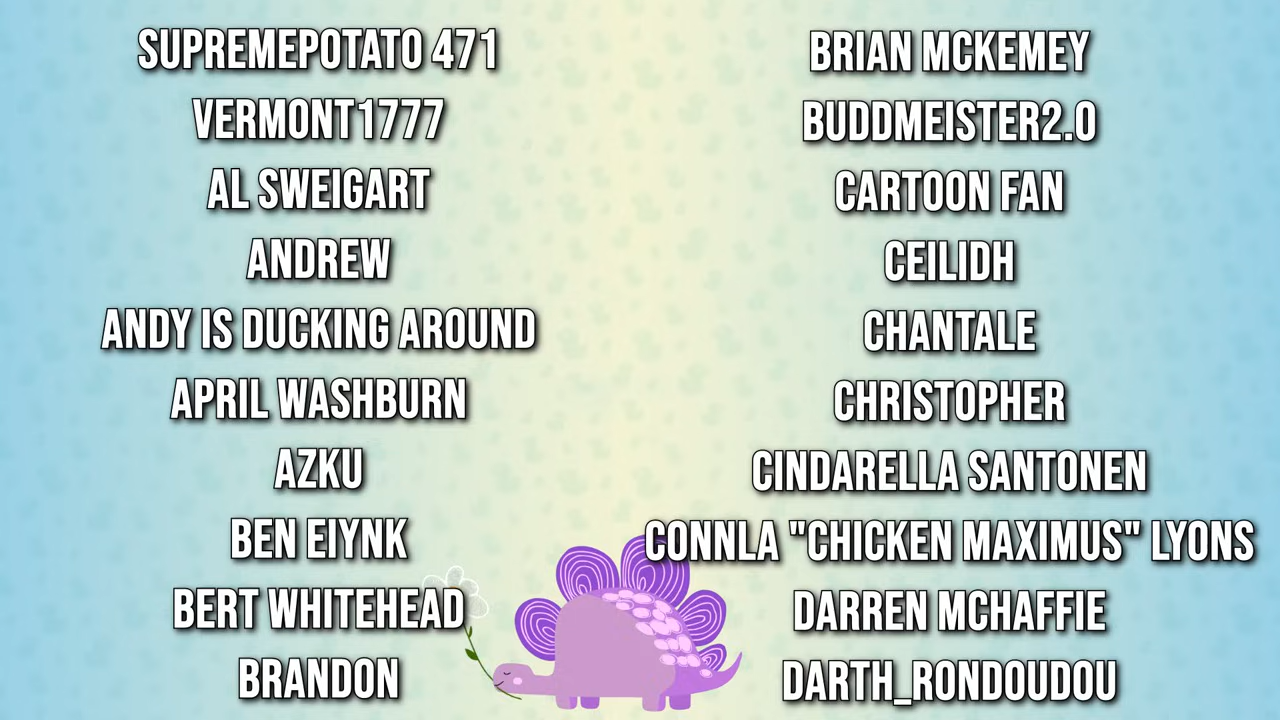 SUPREMEPOTATO 471
VERMONT1777
AL SWEIGART
ANDREW
ANDY IS DUCKING AROUND
APRIL WASHBURN
AZKU
BEN EIYNK
BERT WHITEHEAD
BRANDON
BRIAN MCKEMEY
BUDDMEISTER2.0
CARTOON FAN
CEILIDH
CHANTALE
CHRISTOPHER
CINDARELLA SANTONEN
CONNLA "CHICKEN MAXIMUS" LYONS
DARREN MCHAFFIE
DARTH_RONDOUDOU